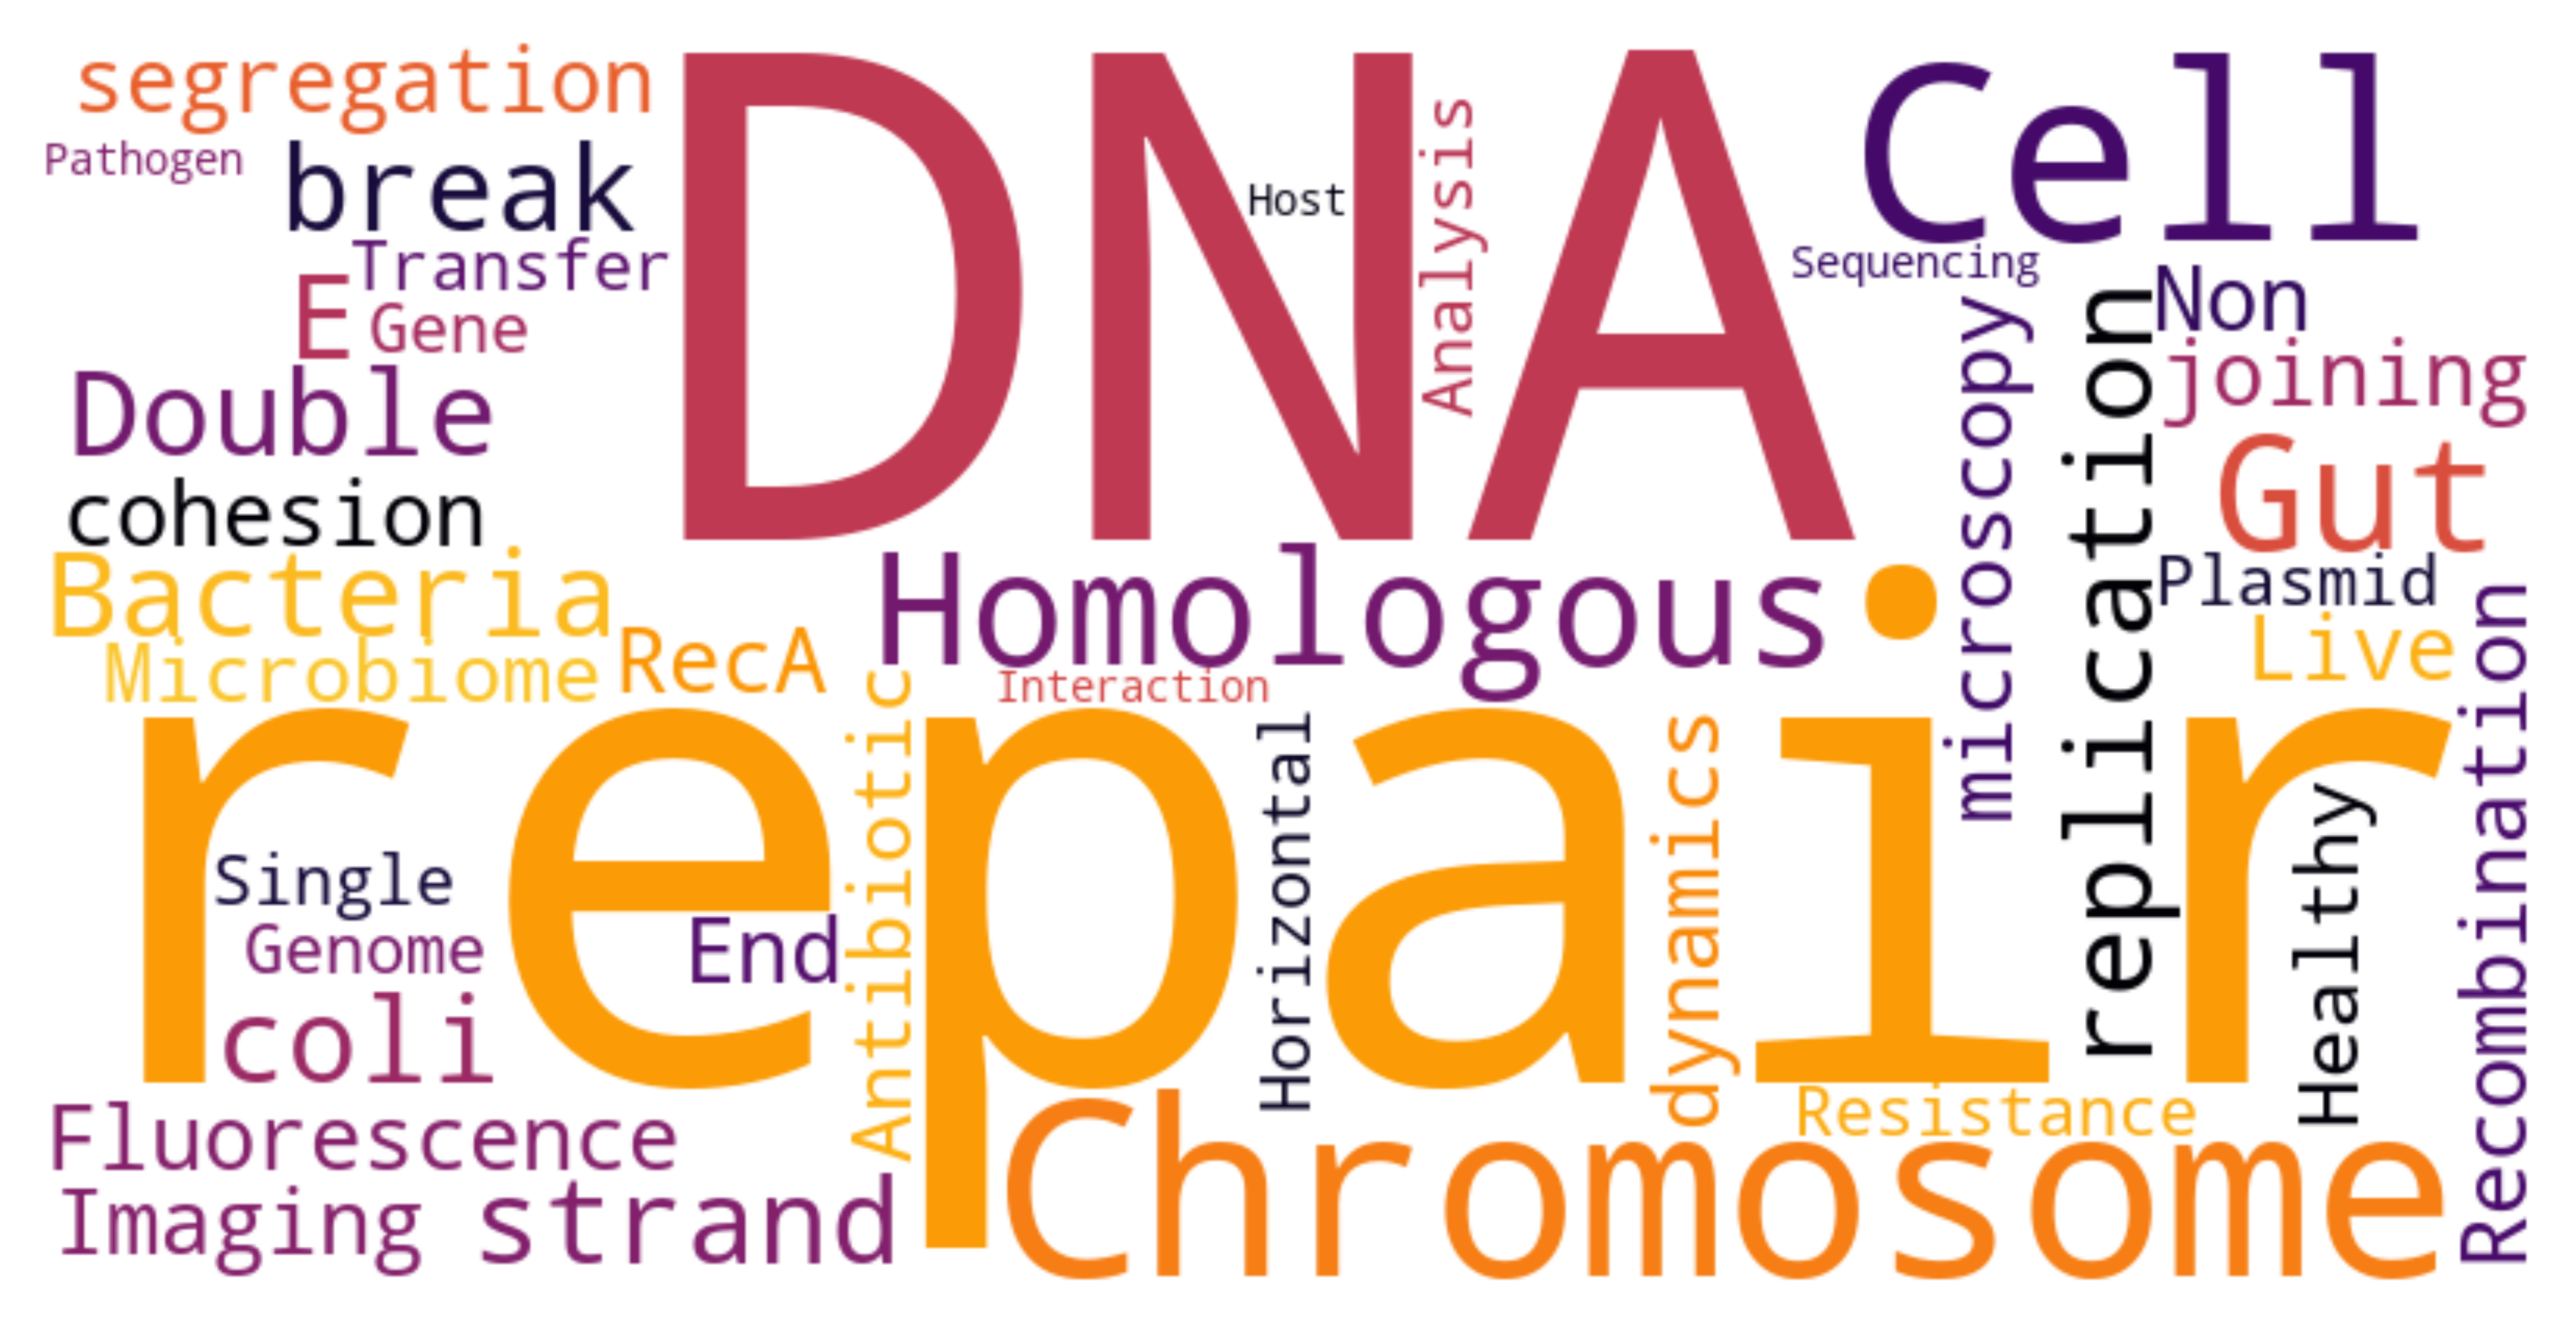 segregation
DNA
Cell
Pathogen
break
Host
Analysis
Transfer
Sequencing
E
Gene
Non
microscopy
replication
joining
Double
Gut
cohesion
Bacteria
Homologous
Plasmid
Microbiome
RecA
Live
Interaction
Recombination
repair
Antibiotic
Horizontal
dynamics
Healthy
Single
Genome
End
coli
Resistance
Fluorescence
Chromosome
Imaging
strand